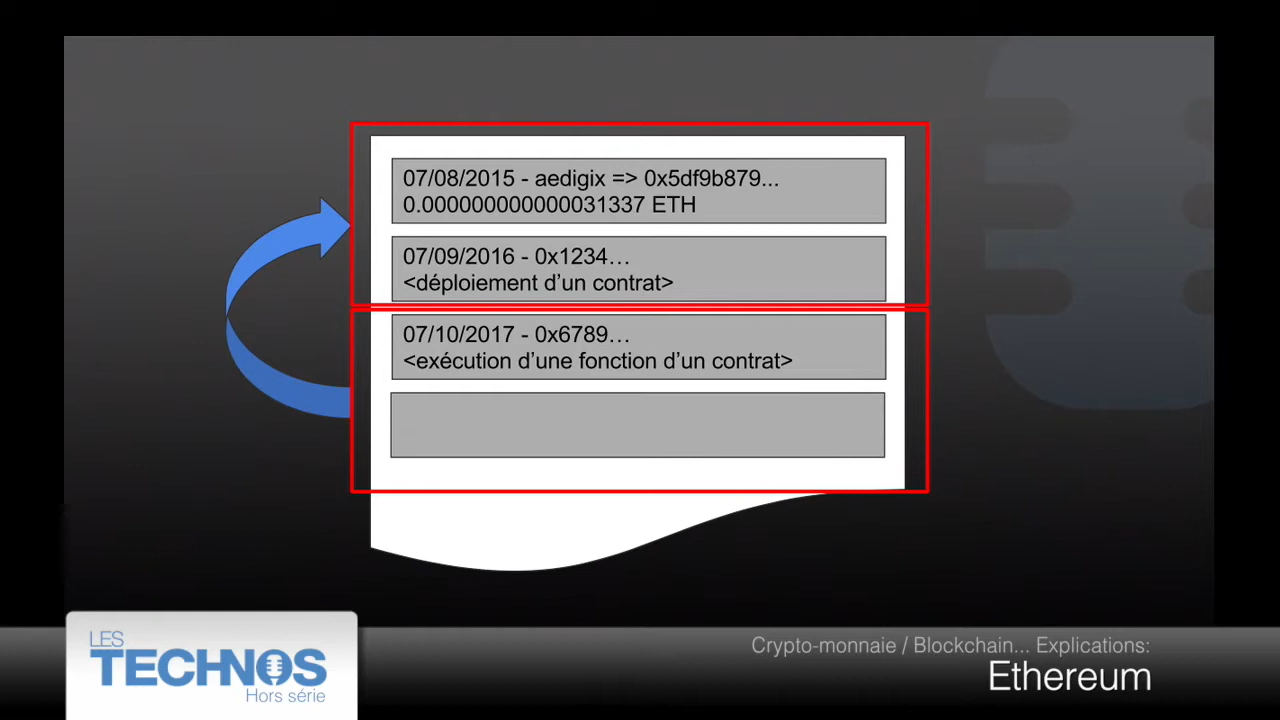 07/08/2015 - aedigix => 0x5df9b879...
0.000000000000031337 ETH
07/09/2016 - 0x1234…
<déploiement d’un contrat>
07/10/2017 - 0x6789…
<exécution d’une fonction d’un contrat>
LES
TECHNOS
Hors série
Crypto-monnaie / Blockchain... Explications:
Ethereum